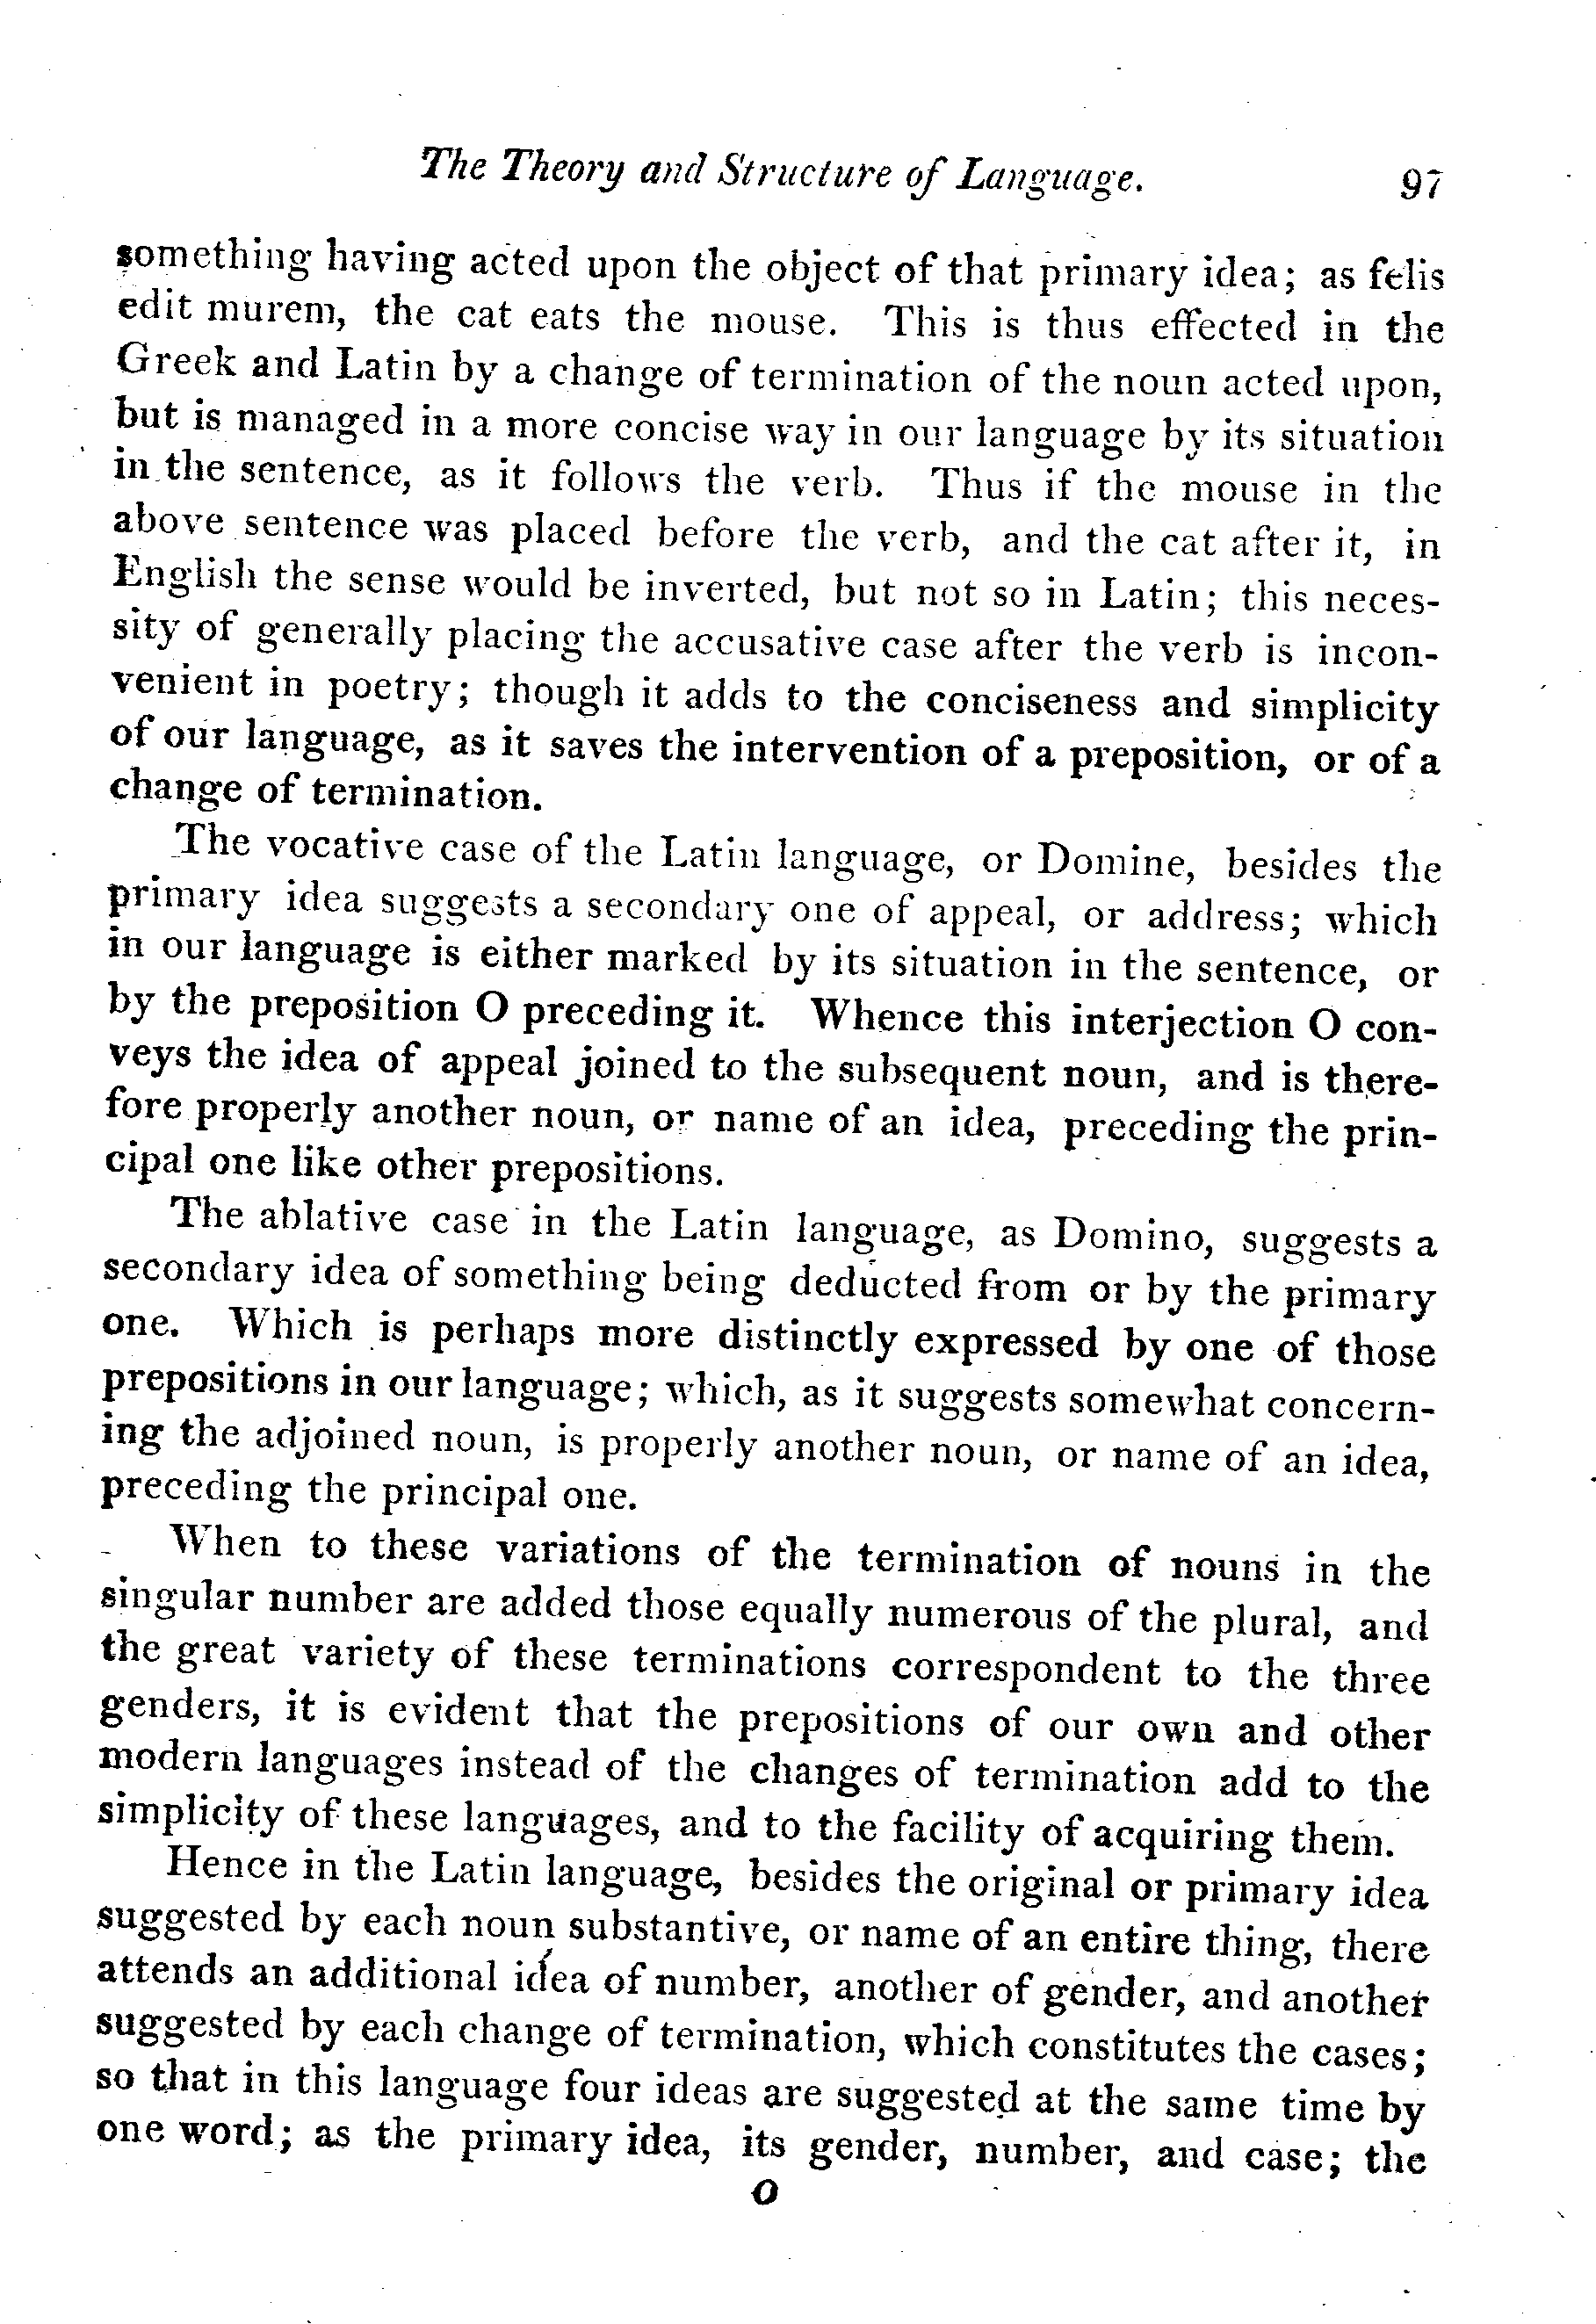 The Theory and Structure of Language. 97
something having acted upon the object of that primary idea; as felis
edit murem, the cat eats the mouse. This is thus effected in the
Greek and Latin by a change of termination of the noun acted upon,
but is managed in a more concise way in our language by its situation
in the sentence, as it follows the verb. Thus if the mouse in the
above sentence was placed before the verb, and the cat after it, in
English the sense would be inverted, but not so in Latin; this neces-
sity of generally placing the accusative case after the verb is incon-
venient in poetry; though it adds to the conciseness and simplicity
of our language, as it saves the intervention of a preposition, or of a
change of termination.
The vocative case of the Latin language, or Domine, besides the
primary idea suggests a secondary one of appeal, or address; which
in our language is either marked by its situation in the sentence, or
by the preposition O preceding it. Whence this interjection O con-
veys the idea of appeal joined to the subsequent noun, and is there-
fore properly another noun, or name of an idea, preceding the prin-
cipal one like other prepositions.
The ablative case in the Latin language, as Domino, suggests a
secondary idea of something being deducted from or by the primary
one. Which is perhaps more distinctly expressed by one of those
prepositions in our language; which, as it suggests somewhat concern-
ing the adjoined noun, is properly another noun, or name of an idea,
preceding the principal one.
When to these variations of the termination of nouns in the
singular number are added those equally numerous of the plural, and
the great variety of these terminations correspondent to the three
genders, it is evident that the prepositions of our own and other
modern languages instead of the changes of termination add to the
simplicity of these languages, and to the facility of acquiring them.
Hence in the Latin language, besides the original or primary idea
suggested by each noun substantive, or name of an entire thing, there
attends an additional idea of number, another of gender, and another
suggested by each change of termination, which constitutes the cases;
so that in this language four ideas are suggested at the same time by
one word; as the primary idea, its gender, number, and case; the
O